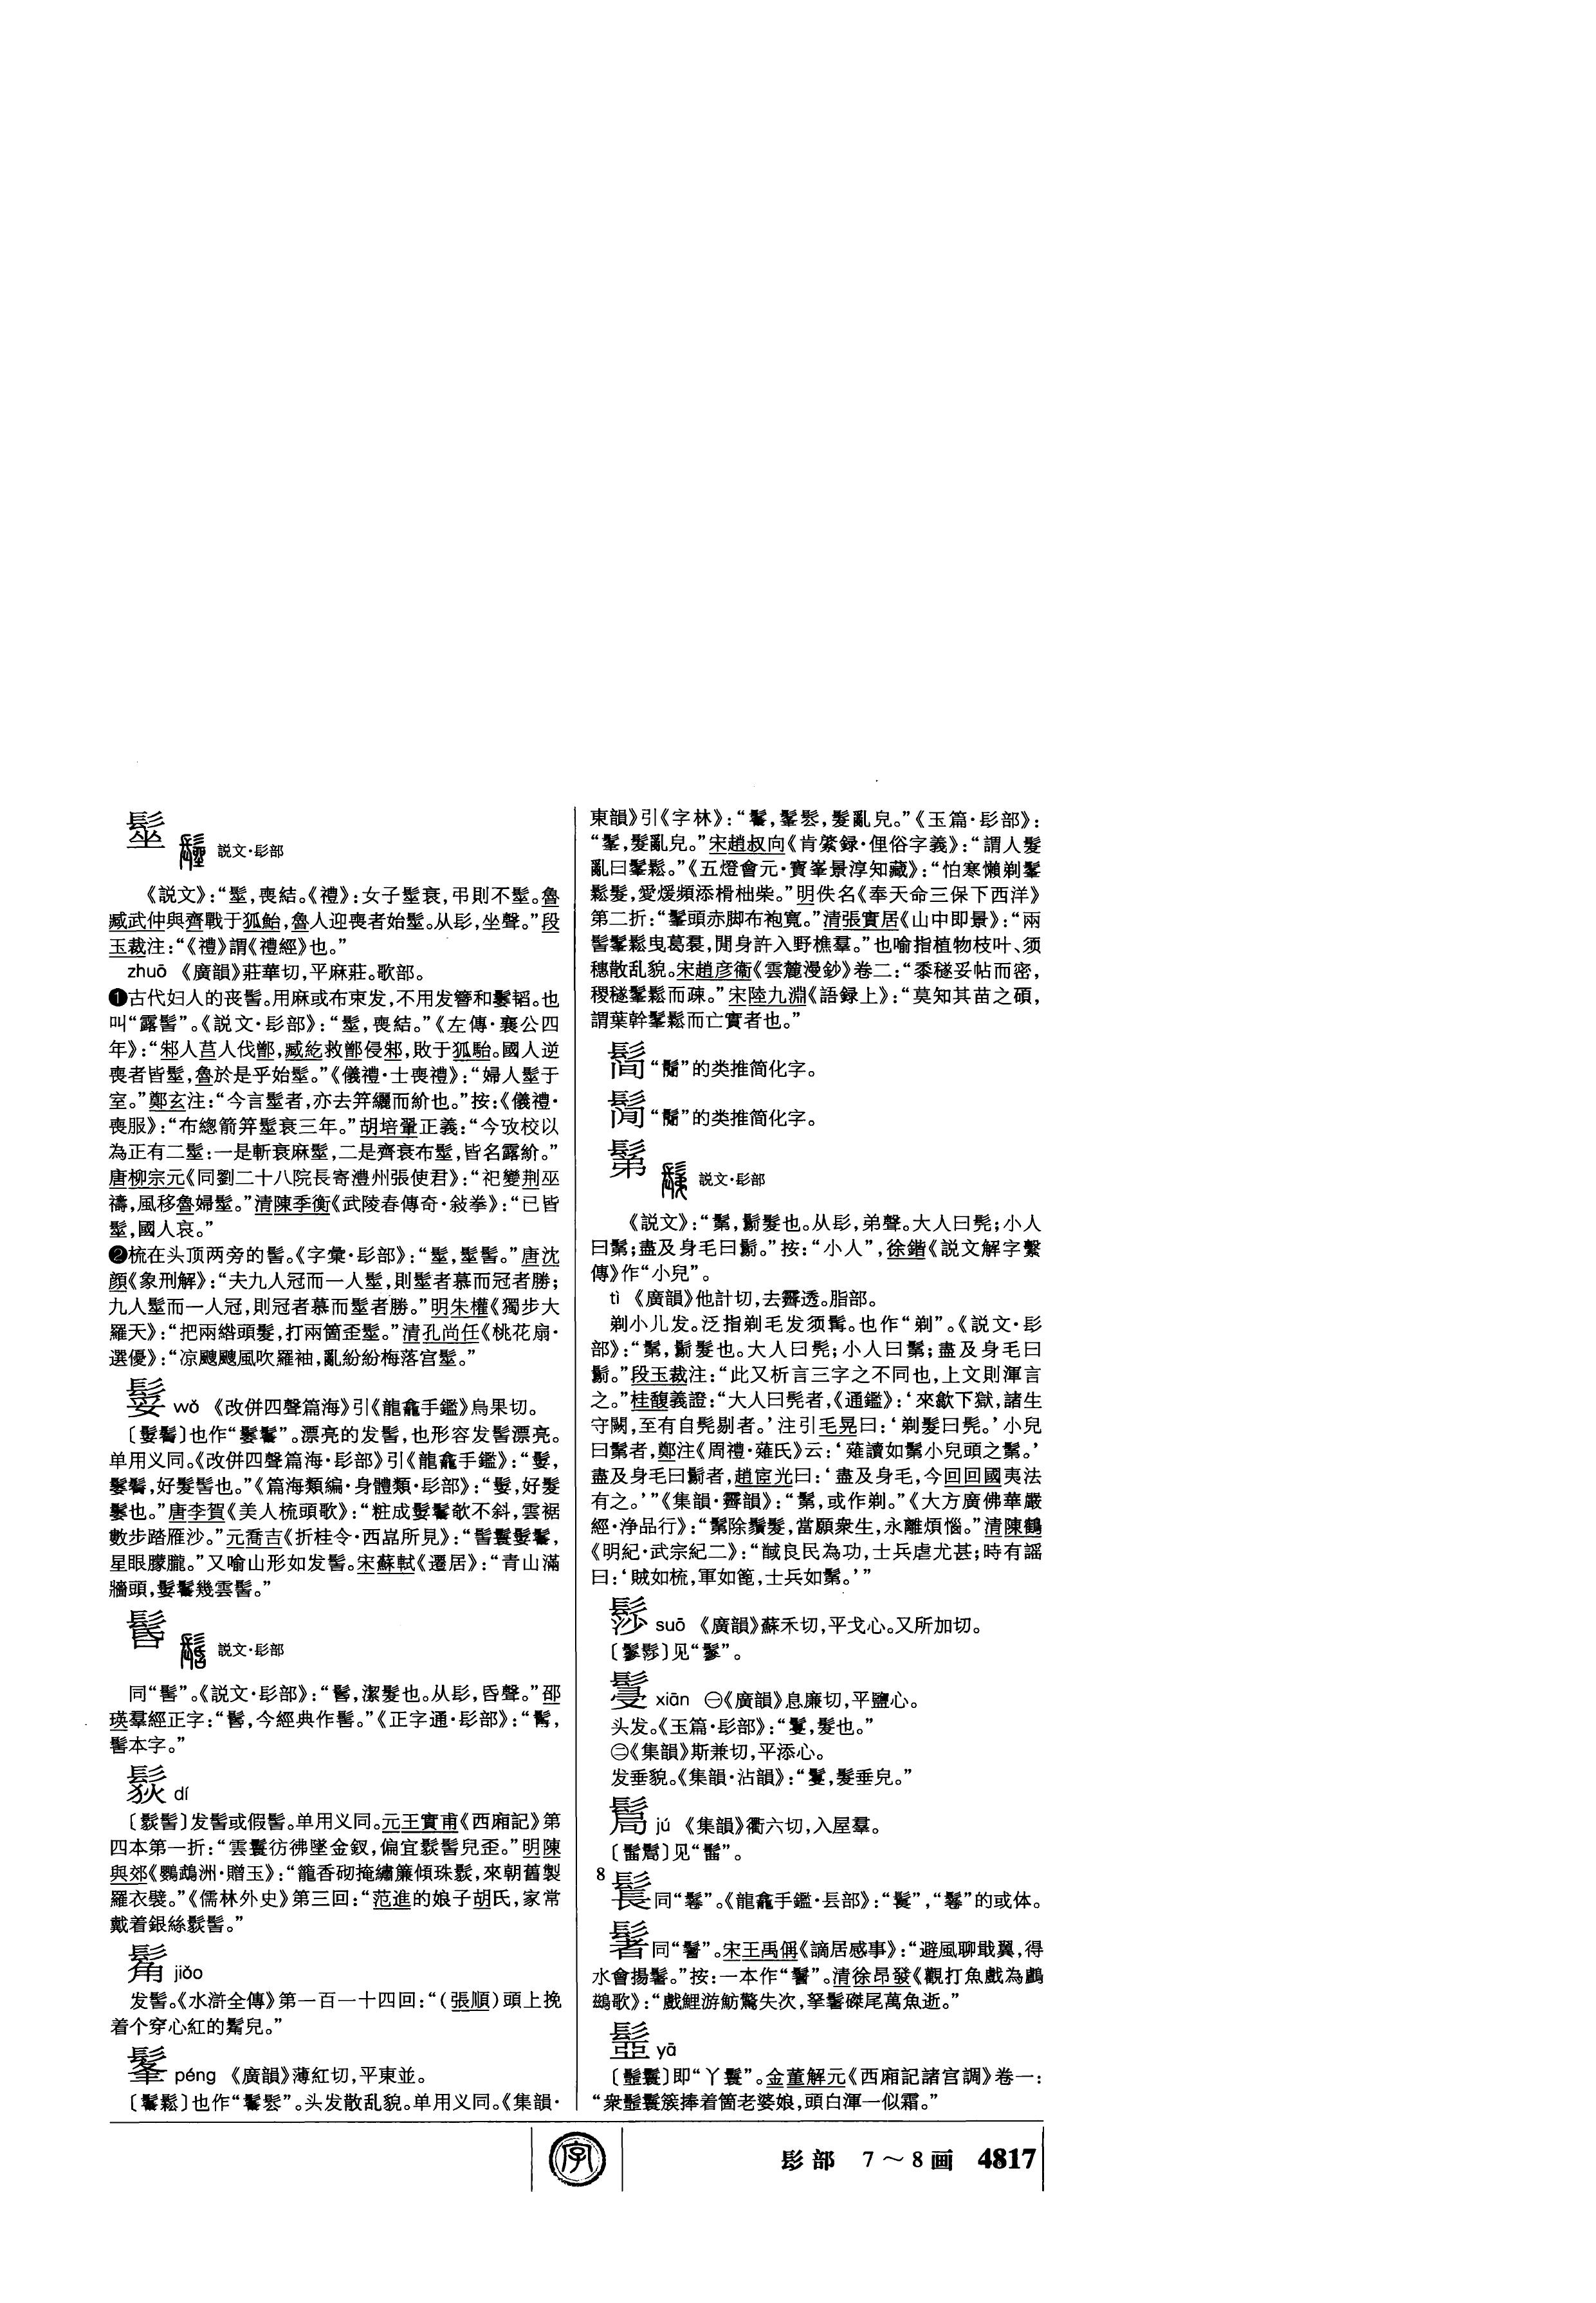 髽
説文·髟部
《説文》：“髽，喪結。《禮》：女子髽衰，弔則不髽。魯
臧武仲與齊戰于狐鮐，魯人迎喪者始髽。从髟，坐聲。”段
玉裁注：“《禮》謂《禮經》也。”
zhuō 《廣韻》莊華切，平麻莊。歌部。
❶古代妇人的丧髻。用麻或布束发，不用发簪和鬠韬。也
叫“露髻”。《説文·髟部》：“髽，喪結。”《左傳·襄公四
年》：“邾人莒人伐鄫，臧紇救鄫侵邾，敗于狐駘。國人逆
喪者皆髽，魯於是乎始髽。”《儀禮·士喪禮》：“婦人髽于
室。”鄭玄注：“今言髽者，亦去笄纚而紒也。”按：《儀禮·
喪服》：“布總箭笄髽衰三年。”胡培翬正義：“今攷校以
為正有二髽：一是斬衰麻髽，二是齊衰布髽，皆名露紒。”
唐柳宗元《同劉二十八院長寄澧州張使君》：“祀變荆巫
禱，風移魯婦髽。”清陳季衡《武陵春傳奇·敍拳》：“已皆
髽，國人哀。”
❷梳在头顶两旁的髻。《字彙·髟部》：“髽，髽髻。”唐沈
顔《象刑解》：“夫九人冠而一人髽，則髽者慕而冠者勝；
九人髽而一人冠，則冠者慕而髽者勝。”明朱權《獨步大
羅天》：“把兩綹頭髮，打兩箇歪髽。”清孔尚任《桃花扇·
選優》：“凉颼颼風吹羅袖，亂紛紛梅落宫髽。”
䯲 wǒ 《改併四聲篇海》引《龍龕手鑑》烏果切。
〔䯲鬌〕也作“䯲鬌”。漂亮的发髻，也形容发髻漂亮。
单用义同。《改併四聲篇海·髟部》引《龍龕手鑑》：“䯲，
䯲鬌，好髮髻也。”《篇海類編·身體類·髟部》：“䯲，好髮
䯲也。”唐李賀《美人梳頭歌》：“粧成䯲鬌欹不斜，雲裾
數步踏雁沙。”元喬吉《折桂令·西嵓所見》：“髻鬟䯲鬌，
星眼朦朧。”又喻山形如发髻。宋蘇軾《遷居》：“青山滿
牆頭，䯲鬌幾雲髻。”
䯺
説文·髟部
同“髻”。《説文·髟部》：“䯺，潔髮也。从髟，昏聲。”邵
瑛羣經正字：“䯺，今經典作髻。”《正字通·髟部》：“䯺，
髻本字。”
䯼 dí
〔䯼髻〕发髻或假髻。单用义同。元王實甫《西廂記》第
四本第一折：“雲鬟彷彿墜金釵，偏宜䯼髻兒歪。”明陳
與郊《鸚鵡洲·贈玉》：“籠香砌掩繡簾傾珠䯼，來朝舊製
羅衣襞。”《儒林外史》第三回：“范進的娘子胡氏，家常
戴着銀絲䯼髻。”
jiǒo
发髻。《水滸全傳》第一百一十四回：“（張順）頭上挽
着个穿心紅的兒。”
髼 péng 《廣韻》薄紅切，平東並。
〔髼鬆〕也作“髼髿”。头发散乱貌。单用义同。《集韻·
東韻》引《字林》：“髼，髼髿，髮亂皃。”《玉篇·髟部》：
“髼，髮亂皃。”宋趙叔向《肯綮録·俚俗字義》：“謂人髮
亂曰髼鬆。”《五燈會元·寶峯景淳知藏》：“怕寒懶剃髼
鬆髮，愛煖頻添榾柮柴。”明佚名《奉天命三保下西洋》
第二折：“髼頭赤脚布袍寬。”清張實居《山中即景》：“兩
髻髼鬆曳葛裠，閒身許入野樵羣。”也喻指植物枝叶、须
穗散乱貌。宋趙彦衞《雲麓漫鈔》卷二：“黍穟妥帖而密，
稷穟髼鬆而疎。”宋陸九淵《語録上》：“莫知其苗之碩，
謂葉幹髼鬆而亡實者也。”
“鬜”的类推简化字。
“鬝”的类推简化字。
鬀
説文·髟部
《説文》：“鬀，鬄髮也。从髟，弟聲。大人曰髡；小人
曰鬀；盡及身毛曰鬄。”按：“小人”，徐鍇《説文解字繫
傳》作“小兒”。
tì 《廣韻》他計切，去霽透。脂部。
剃小儿发。泛指剃毛发须髯。也作“剃”。《説文·髟
部》：“鬀，鬄髮也。大人曰髡；小人曰鬀；盡及身毛曰
鬄。”段玉裁注：“此又析言三字之不同也，上文則渾言
之。”桂馥義證：“大人曰髡者，《通鑑》：‘來歙下獄，諸生
守闕，至有自髡剔者。’注引毛晃曰：‘剃髮曰髡。’小兒
曰鬀者，鄭注《周禮·薙氏》云：‘薙讀如鬀小兒頭之鬀。’
盡及身毛曰鬄者，趙宧光曰：‘盡及身毛，今回回國夷法
有之。’”《集韻·霽韻》：“鬀，或作剃。”《大方廣佛華嚴
經·浄品行》：“鬀除鬚髮，當願衆生，永離煩惱。”清陳鶴
《明紀·武宗紀二》：“馘良民為功，士兵虐尤甚；時有謡
曰：‘賊如梳，軍如篦，士兵如鬀。’”
髿 suō 《廣韻》蘇禾切，平戈心。又所加切。
〔鬖髿〕见“鬖”。
xiān ㊀《廣韻》息廉切，平鹽心。
头发。《玉篇·髟部》：“，髮也。”
㊁《集韻》斯兼切，平添心。
发垂貌。《集韻·沾韻》：“，髮垂皃。”
jú 《集韻》衢六切，入屋羣。
8
同“鬈”。《龍龕手鑑·镸部》：“”，“”的或体。
同“鬐”。宋王禹偁《謫居感事》：“避風聊戢翼，得
水會揚。”按：一本作“鬐”。清徐昂發《觀打魚戲為鸕
鷀歌》：“戲鯉游魴驚失次，拏磔尾萬魚逝。”
yā
〔鬟〕即“丫鬟”。金董解元《西廂記諸宫調》卷一：
“衆鬟簇捧着箇老婆娘，頭白渾一似霜。”
字
髟部 7～8画 4817